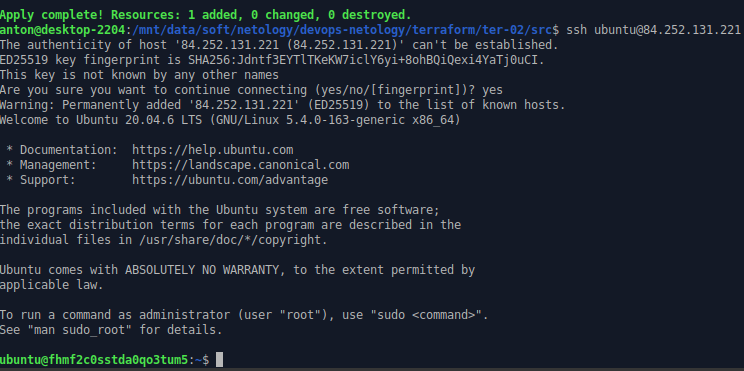 Apply complete! Resources: 1 added, 0 changed, 0 destroyed.
anton@desktop-2204:/mnt/data/soft/netology/devops-netology/terraform/ter-02/src$ ssh ubuntu@84.252.131.221
The authenticity of host '84.252.131.221 (84.252.131.221)' can't be established.
ED25519 key fingerprint is SHA256:Jdntf3EYTlTKeKW7iclY6yi+8ohBQiQexi4YaTj0uCI.
This key is not known by any other names
Are you sure you want to continue connecting (yes/no/[fingerprint])? yes
Warning: Permanently added '84.252.131.221' (ED25519) to the list of known hosts.
Welcome to Ubuntu 20.04.6 LTS (GNU/Linux 5.4.0-163-generic x86_64)
* Documentation:  https://help.ubuntu.com
* Management:     https://landscape.canonical.com
* Support:        https://ubuntu.com/advantage
The programs included with the Ubuntu system are free software;
the exact distribution terms for each program are described in the
individual files in /usr/share/doc/*/copyright.
Ubuntu comes with ABSOLUTELY NO WARRANTY, to the extent permitted by
applicable law.
To run a command as administrator (user "root"), use "sudo <command>".
See "man sudo_root" for details.
ubuntu@fhmf2c0sstda0qo3tum5:~$